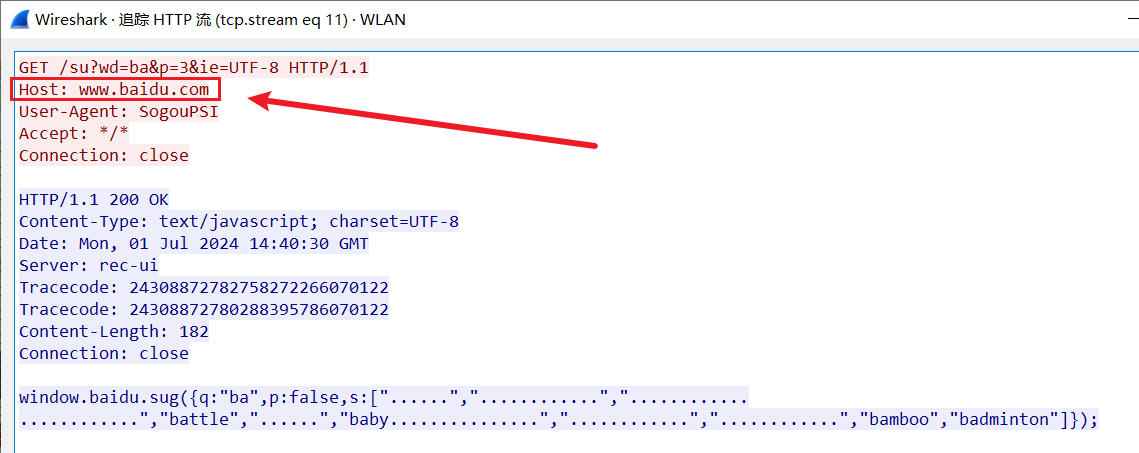 Wireshark · 追踪 HTTP 流 (tcp.stream eq 11) · WLAN
GET /su?wd=ba&p=3&ie=UTF-8 HTTP/1.1
Host: www.baidu.com
User-Agent: SogouPSI
Accept: */*
Connection: close
HTTP/1.1 200 OK
Content-Type: text/javascript; charset=UTF-8
Date: Mon, 01 Jul 2024 14:40:30 GMT
Server: rec-ui
Tracecode: 24308872782758272266070122
Tracecode: 24308872780288395786070122
Content-Length: 182
Connection: close
window.baidu.sug({q:"ba",p:false,s:["......","............","............
............","battle","......","baby...............","............","............","bamboo","badminton"]});